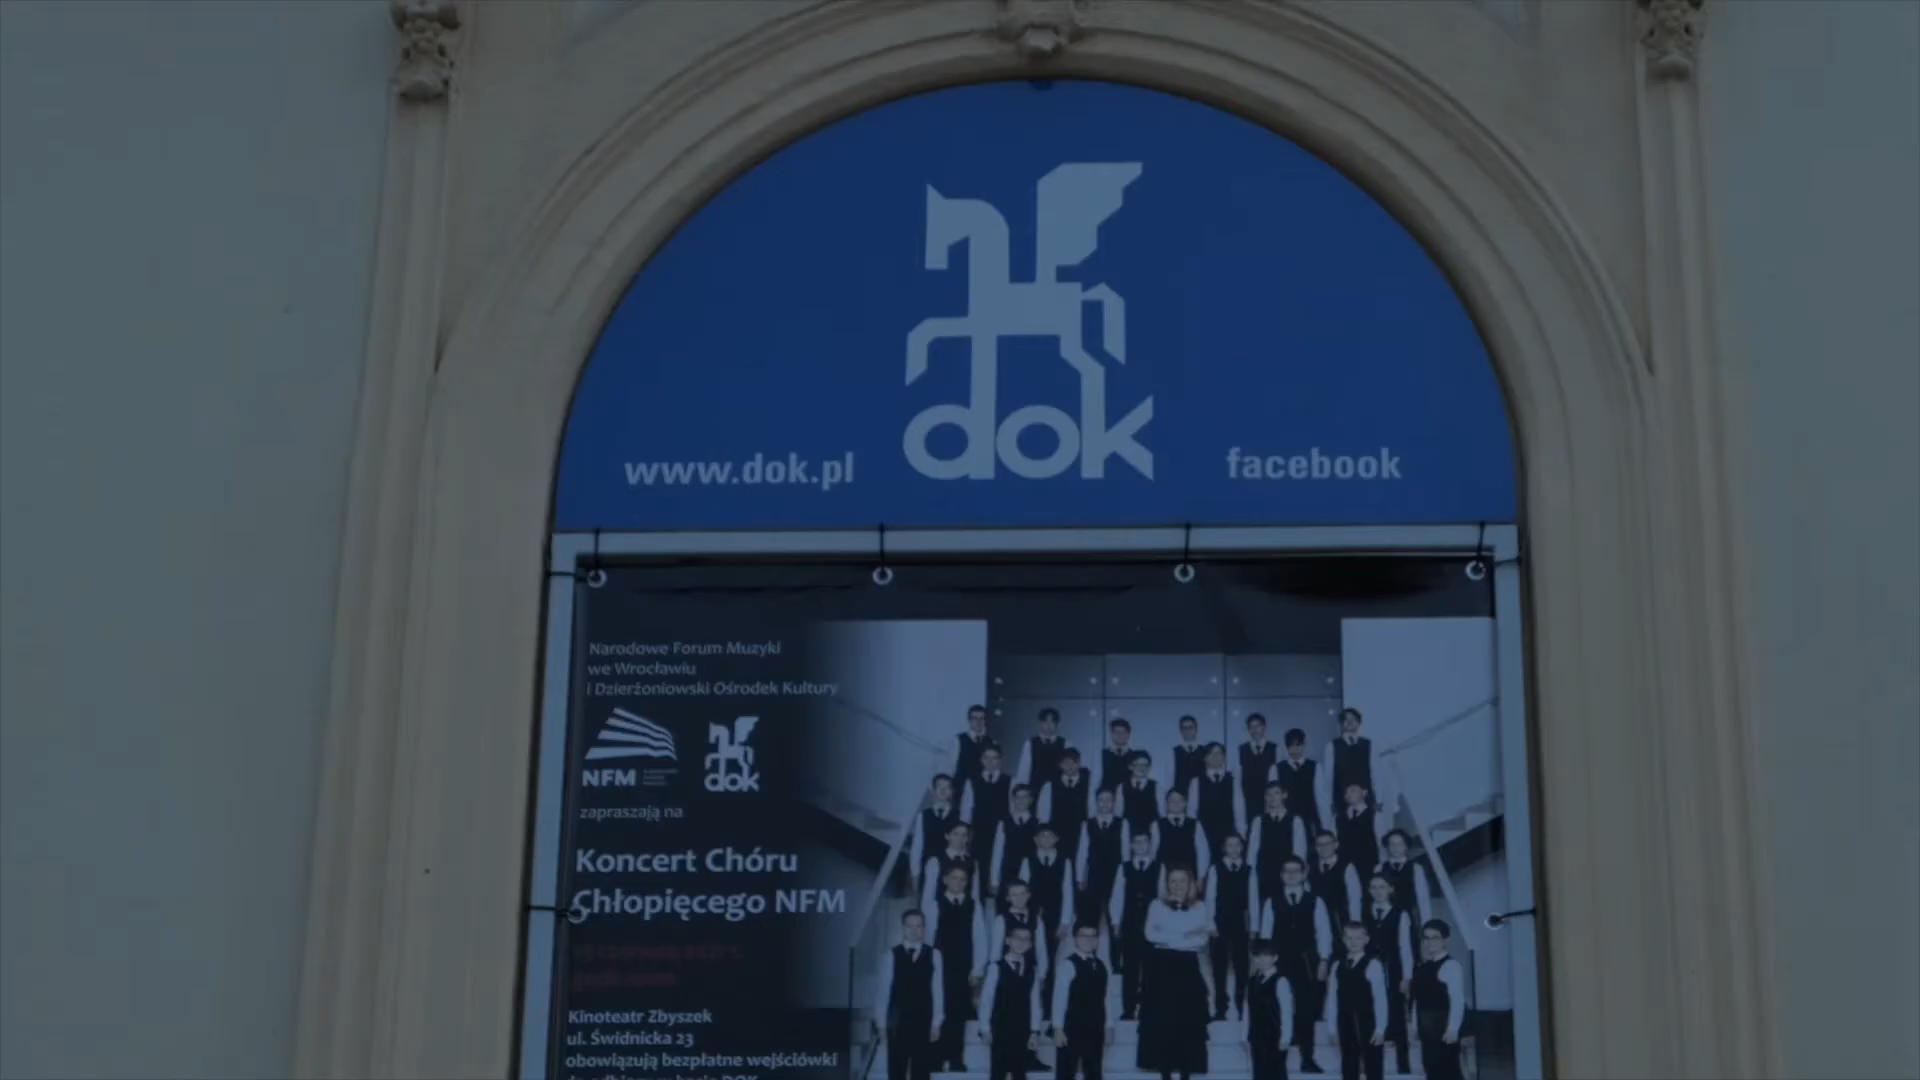 dok
www.dok.pl
facebook
Narodowe Forum Muzyki
we Wrocławiu
i Dzierżoniowski Ośrodek Kultury
NFM
dok
zapraszają na
Koncert Chóru
Chłopięcego NFM
Kinoteatr Zbyszek
ul. Świdnicka 23
obowiązują bezpłatne wejściówki